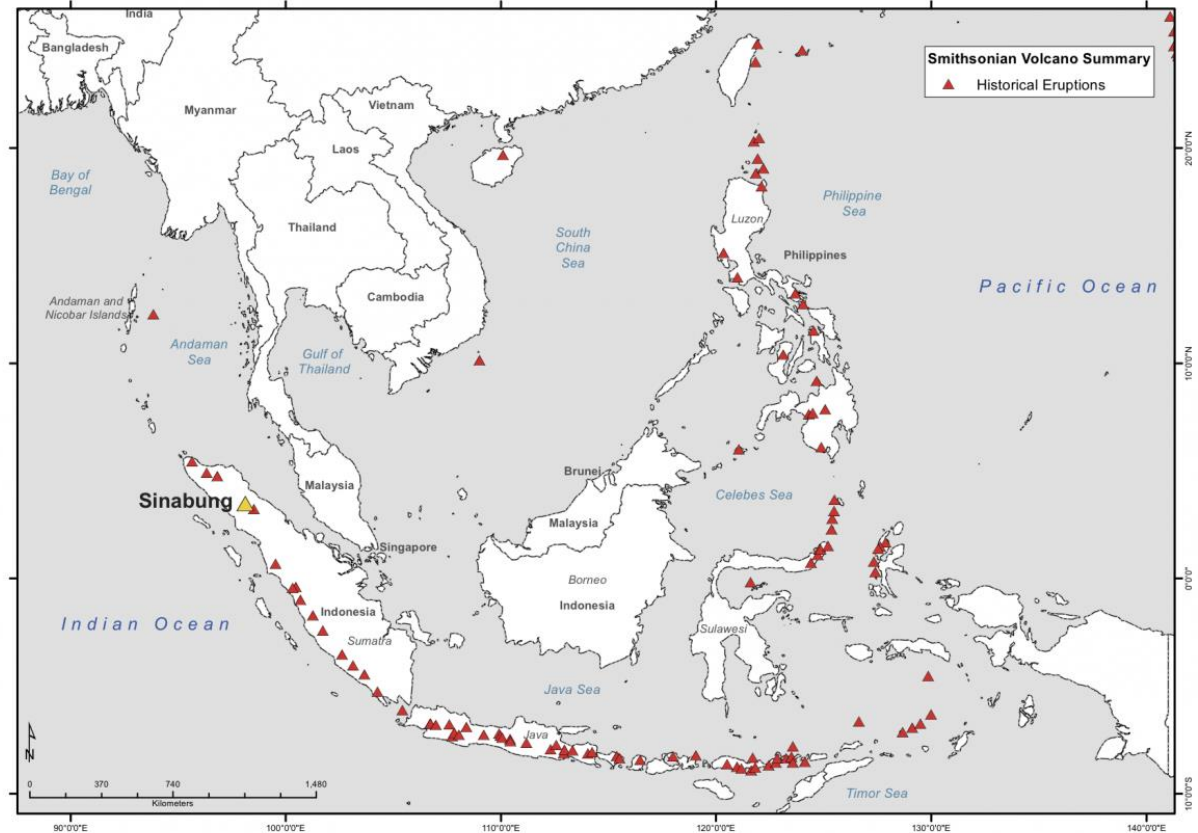 India
Bangladesh
Myanmar
Vietnam
Laos
Bay of
Bengal
Thailand
South
China
Sea
Luzon
Philippine
Sea
Philippines
Smithsonian Volcano Summary
Historical Eruptions
Pacific Ocean
Andaman and
Nicobar Islands
Cambodia
Andaman
Sea
Gulf of
Thailand
Brunei
Malaysia
Celebes Sea
Sinabung
Malaysia
Singapore
Borneo
Indonesia
Indonesia
Sumatra
Indian Ocean
Sulawesi
Java Sea
Java
Timor Sea
N
0 370 740 1,480
Kilometers
90°0'0"E 100°0'0"E 110°0'0"E 120°0'0"E 130°0'0"E 140°0'0"E
20°0'0"N
10°0'0"N
0°0'0"
10°0'0"S